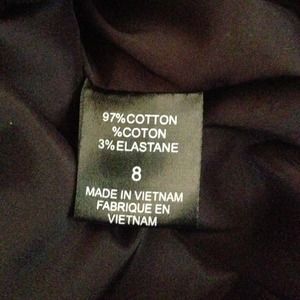 97%COTTON
%COTON
3%ELASTANE
8
MADE IN VIETNAM
FABRIQUE EN
VIETNAM